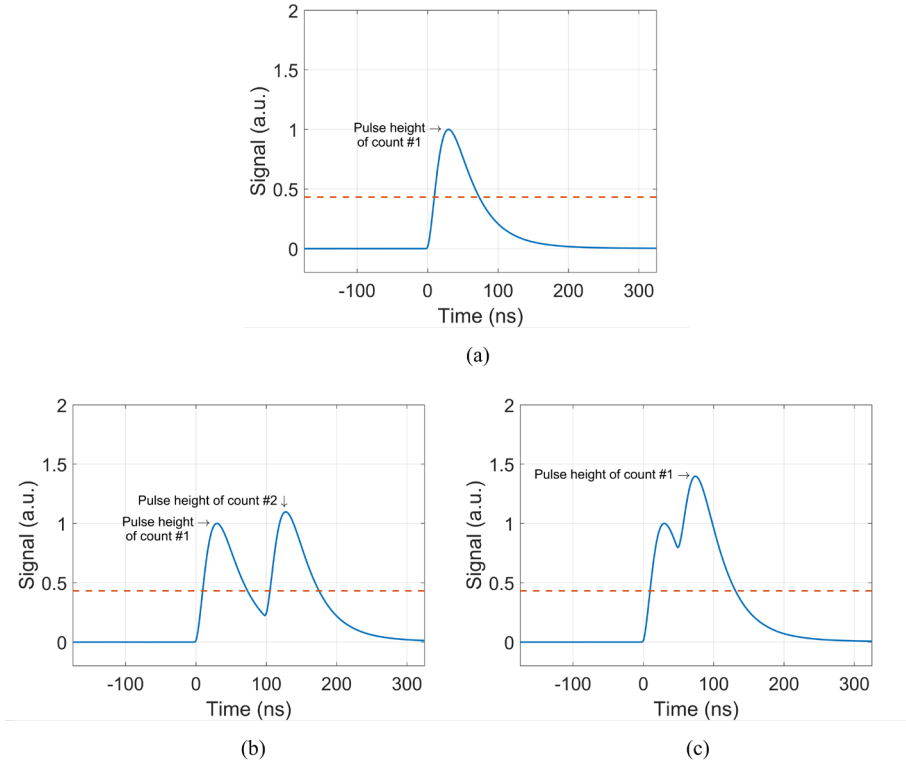 2
1.5
1
0.5
0
Signal (a.u.)
Pulse height →
of count #1
-100 0 100 200 300
Time (ns)
(a)
2
1.5
1
0.5
0
Signal (a.u.)
Pulse height of count #2 ↓
Pulse height →
of count #1
-100 0 100 200 300
Time (ns)
(b)
2
1.5
1
0.5
0
Signal (a.u.)
Pulse height of count #1 →
-100 0 100 200 300
Time (ns)
(c)